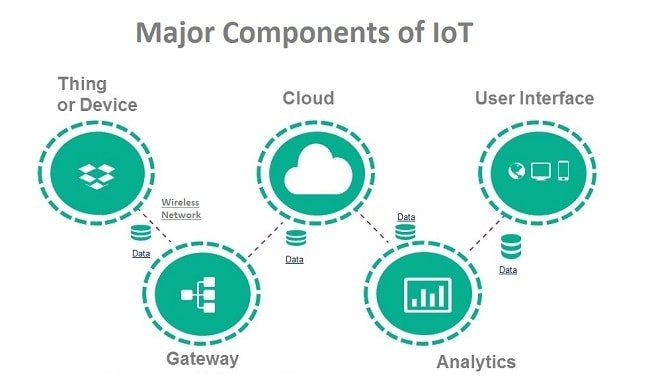 Major Components of IoT
Thing
or Device
Cloud
User Interface
Wireless
Network
Data
Data
Data
Data
Gateway
Analytics